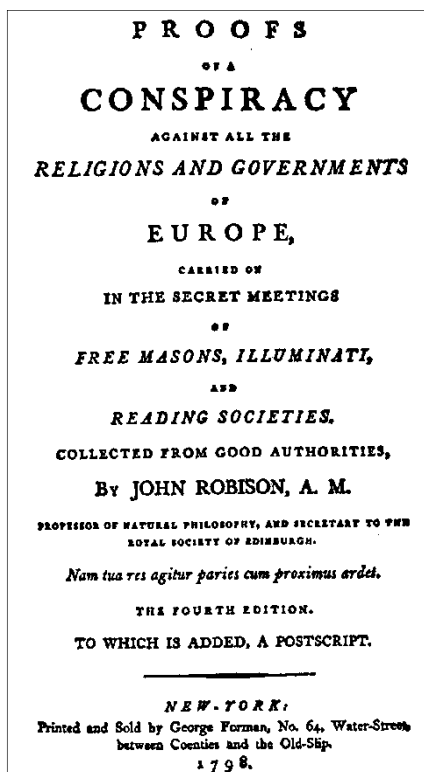 PROOFS
OF A
CONSPIRACY
AGAINST ALL THE
RELIGIONS AND GOVERNMENTS
OF
EUROPE,
CARRIED ON
IN THE SECRET MEETINGS
OF
FREE MASONS, ILLUMINATI,
AND
READING SOCIETIES.
COLLECTED FROM GOOD AUTHORITIES,
BY JOHN ROBISON, A. M.
PROFESSOR OF NATURAL PHILOSOPHY, AND SECRETARY TO THE
ROYAL SOCIETY OF EDINBURGH.
Nam tua res agitur paries cum proximus ardet.
THE FOURTH EDITION.
TO WHICH IS ADDED, A POSTSCRIPT.
NEW-YORK:
Printed and Sold by George Forman, No. 64, Water-Street,
between Coenties and the Old-Slip.
1798.